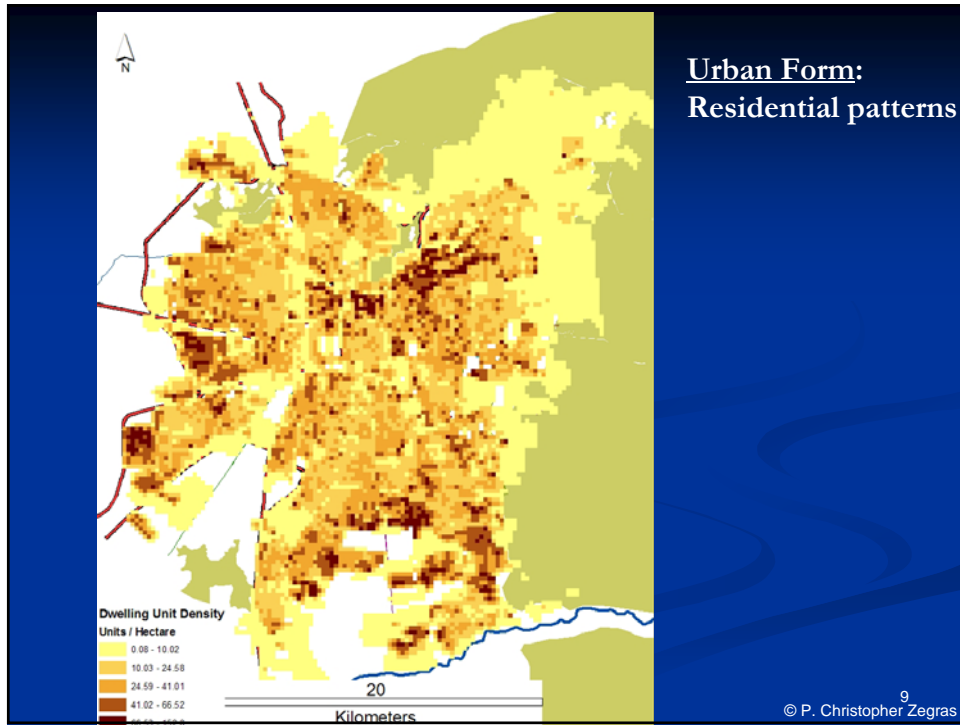 N
Urban Form:
Residential patterns
Dwelling Unit Density
Units / Hectare
0.08 - 10.02
10.03 - 24.58
24.59 - 41.01
41.02 - 66.52
20
Kilometers
9
© P. Christopher Zegras